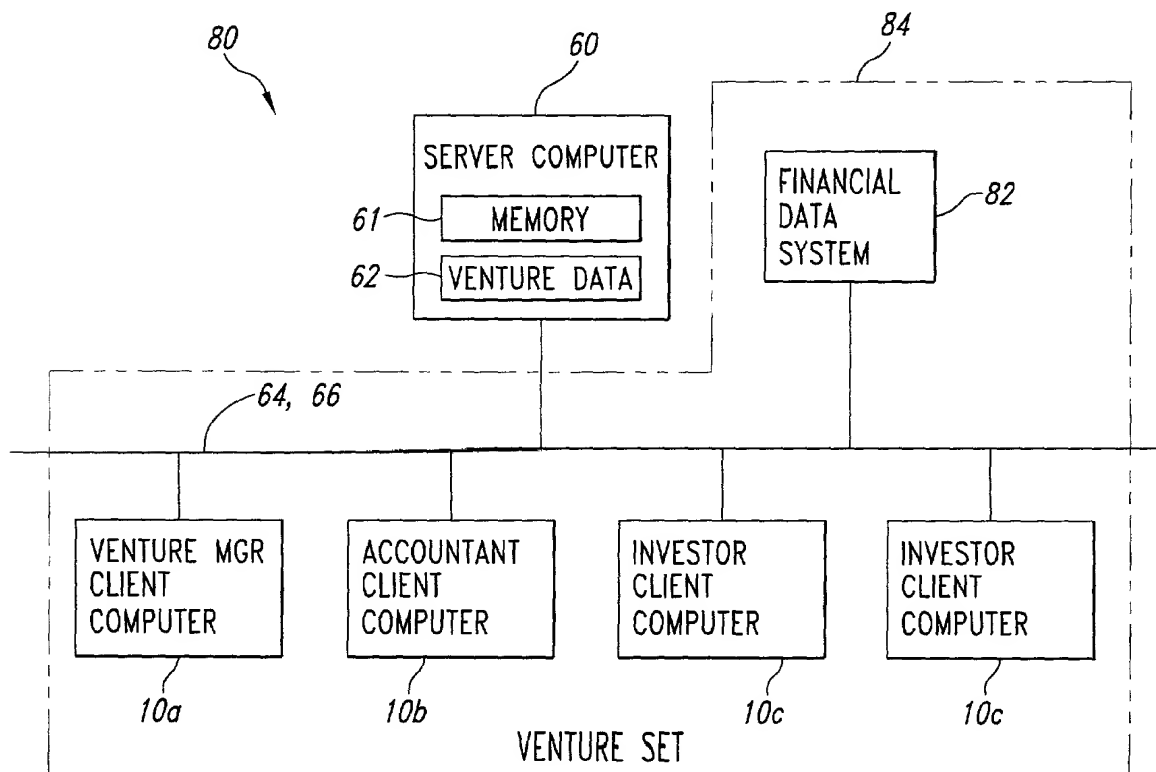 80
60
84
SERVER COMPUTER
61
MEMORY
62
VENTURE DATA
FINANCIAL
DATA
SYSTEM
82
64, 66
VENTURE MGR
CLIENT
COMPUTER
ACCOUNTANT
CLIENT
COMPUTER
INVESTOR
CLIENT
COMPUTER
INVESTOR
CLIENT
COMPUTER
10a
10b
10c
10c
VENTURE SET